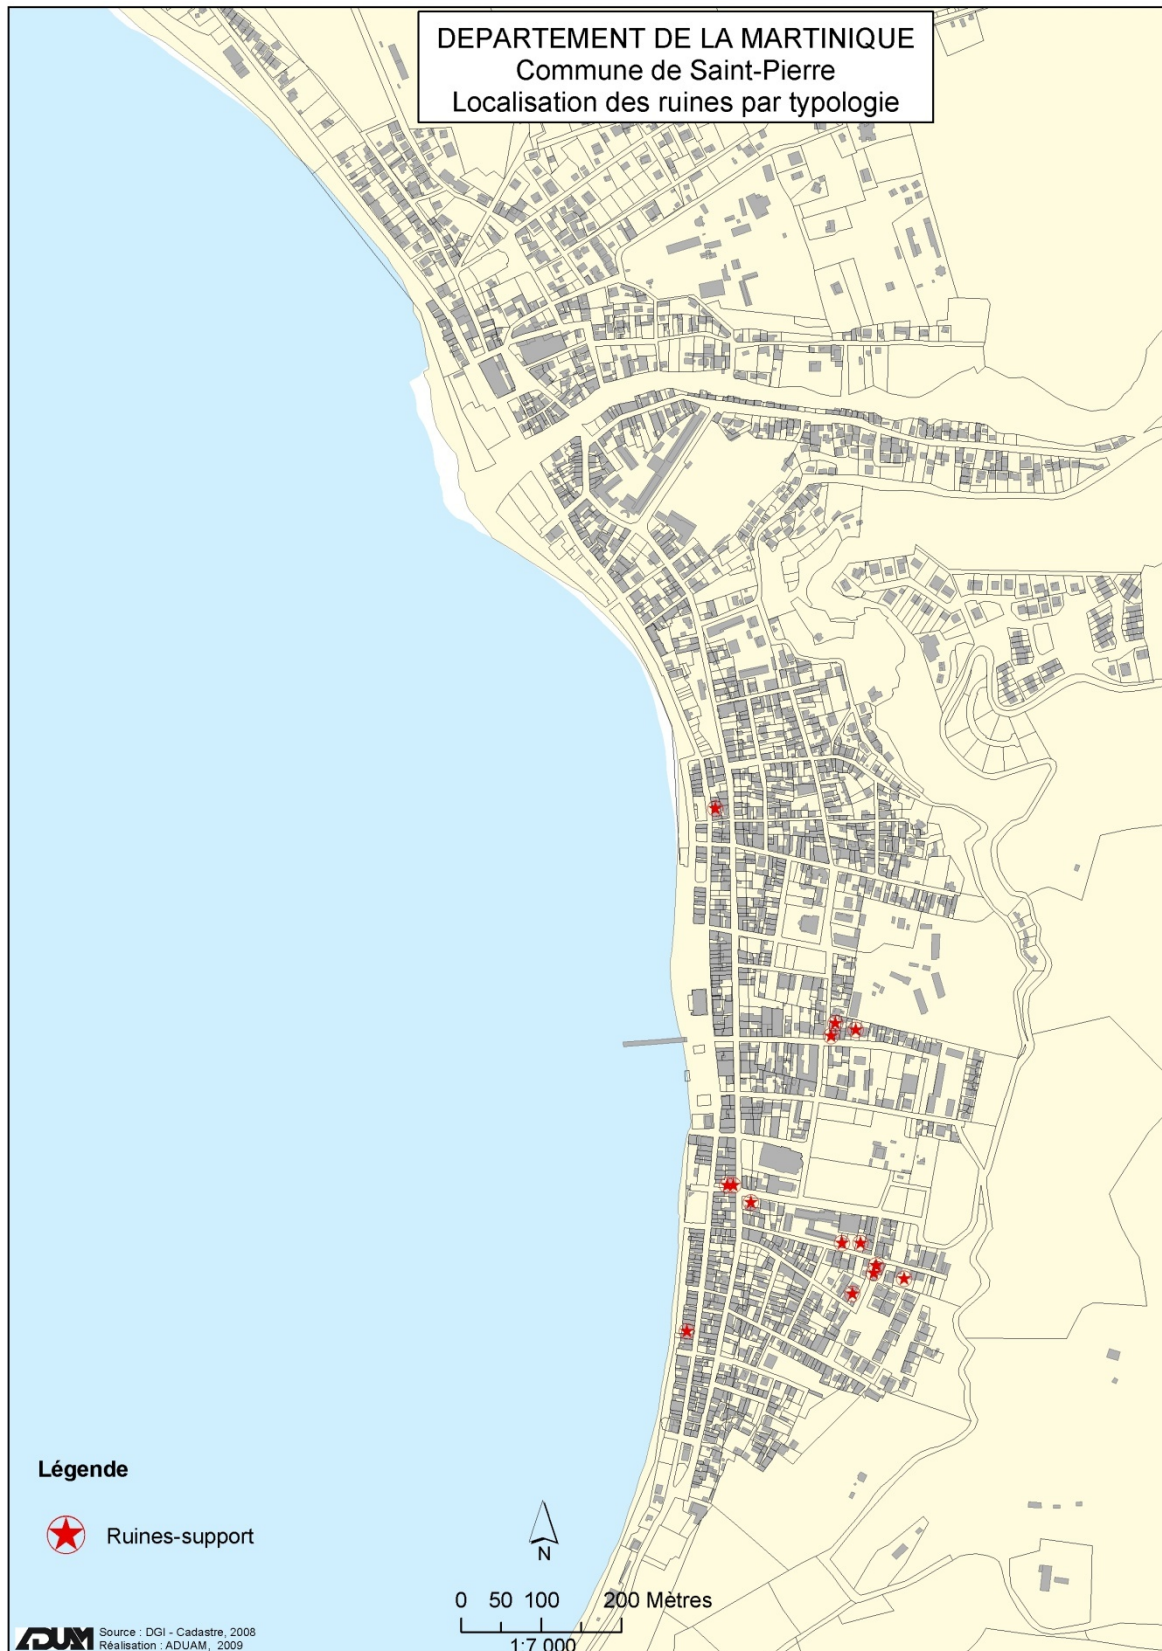 DEPARTEMENT DE LA MARTINIQUE
Commune de Saint-Pierre
Localisation des ruines par typologie
Légende
Ruines-support
N
0 50 100 200 Mètres
1:7 000
ADUAM
Source : DGI - Cadastre, 2008
Réalisation : ADUAM, 2009